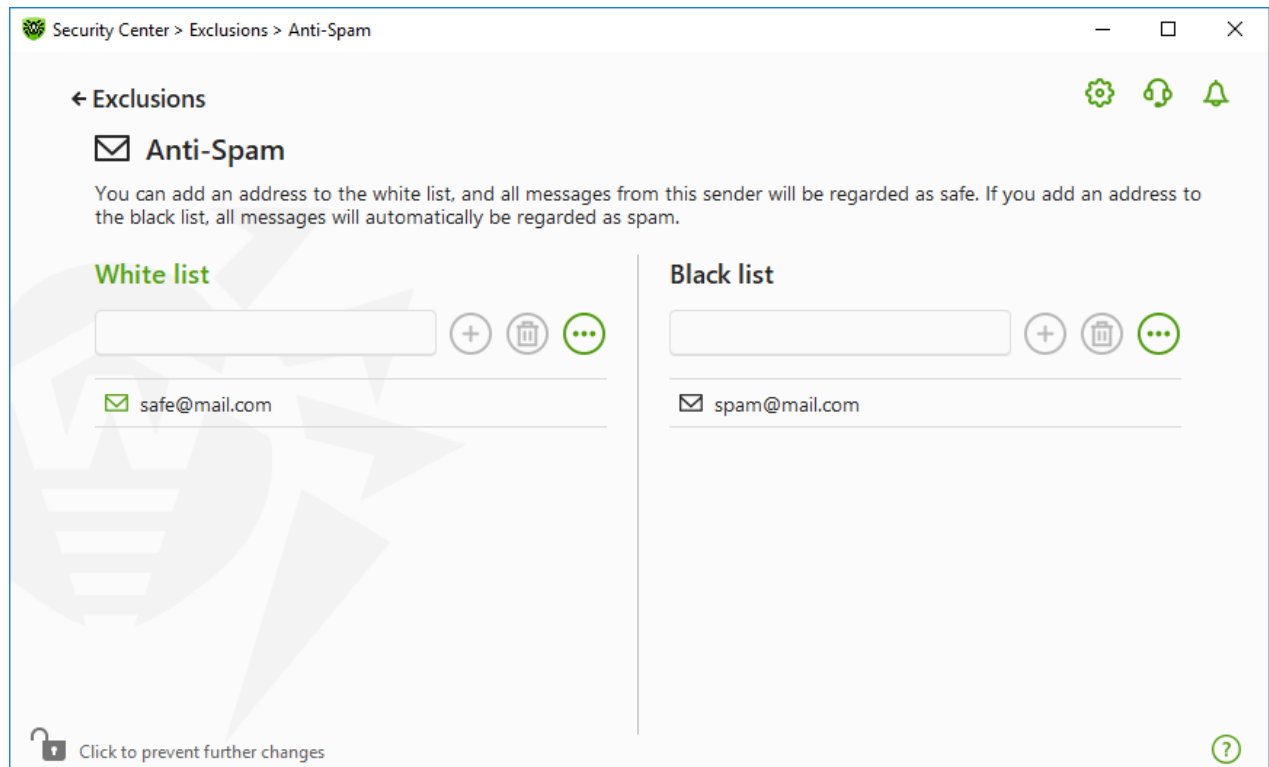 Security Center > Exclusions > Anti-Spam
Exclusions
Anti-Spam
You can add an address to the white list, and all messages from this sender will be regarded as safe. If you add an address to
the black list, all messages will automatically be regarded as spam.
White list
Black list
safe@mail.com
spam@mail.com
Click to prevent further changes
?